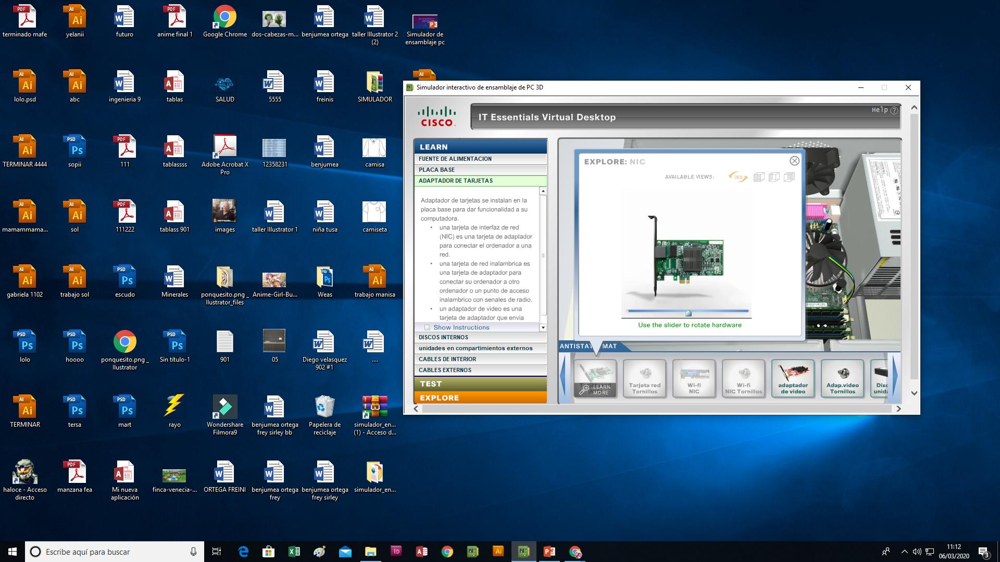 terminado mafe
yelanii
futuro
anime final 1
Google Chrome
dos-cabezas-m...
benjumea ortega
taller Illustrator 2
(2)
Simulador de
ensamblaje pc
lolo.psd
abc
ingenieria 9
tablas
SALUD
5555
freinis
SIMULADOR
TERMINAR 4444
sopii
111
tablassss
Adobe Acrobat X
Pro
12358231
benjumea
camisa
mamammama...
sol
111222
tablass 901
images
taller Illustrator 1
niña tusa
camiseta
gabriela 1102
trabajo sol
escudo
Minerales
ponquesito.png _
Ilustrator_files
Anime-Girl-Bu...
Weas
trabajo manisa
lolo
hoooo
ponquesito.png _
Ilustrator
Sin título-1
901
05
Diego velasquez
902 #1
....
TERMINAR
tersa
mart
rayo
Wondershare
Filmora9
benjumea ortega
frey sirley bb
Papelera de
reciclaje
simulador_en...
(1) - Acceso d...
haloce - Acceso
directo
manzana fea
Mi nueva
aplicación
finca-venecia-...
ORTEGA FREINI
benjumea ortega
frey
benjumea ortega
frey sirley
simulador_en...
Simulador interactivo de ensamblaje de PC 3D
CISCO
IT Essentials Virtual Desktop
Help ?
LEARN
FUENTE DE ALIMENTACION
PLACA BASE
ADAPTADOR DE TARJETAS
Adaptador de tarjetas se instalan en la
placa base para dar funcionalidad a su
computadora.
• una tarjeta de interfaz de red
(NIC) es una tarjeta de adaptador
para conectar el ordenador a una
red.
• una tarjeta de red inalambrica es
una tarjeta de adaptador para
conectar su ordenador a otro
ordenador o un punto de acceso
inalambrico con senales de radio.
• un adaptador de video es una
tarjeta de adaptador que envia
Show Instructions
DISCOS INTERNOS
unidades en compartimientos externos
CABLES DE INTERIOR
CABLES EXTERNOS
TEST
EXPLORE
EXPLORE: NIC
AVAILABLE VIEWS:
360
Use the slider to rotate hardware
ANTISTAT MAT
LEARN
MORE
Tarjeta red
Tornillos
Wi-fi
NIC
Wi-fi
NIC Tornillos
adaptador
de video
Adap.video
Tornillos
Disc
unida
Escribe aquí para buscar
11:12
06/03/2020
3